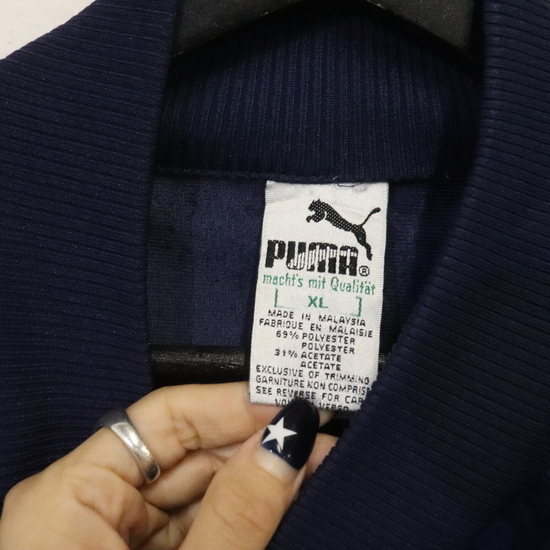 PUMA®
macht's mit Qualität
XL
MADE IN MALAYSIA
FABRIQUE EN MALAISIE
69% POLYESTER
POLYESTER
31% ACETATE
ACETATE
EXCLUSIVE OF TRIMMING
GARNITURE NON COMPRISE
SEE REVERSE FOR CAR